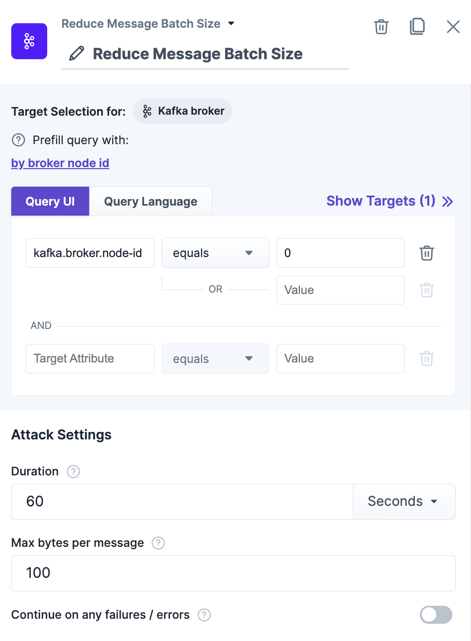 Reduce Message Batch Size
Reduce Message Batch Size
Target Selection for: Kafka broker
Prefill query with:
by broker node id
Query UI Query Language Show Targets (1)
kafka.broker.node-id equals 0
OR Value
AND
Target Attribute equals Value
Attack Settings
Duration ?
60 Seconds
Max bytes per message ?
100
Continue on any failures / errors ?